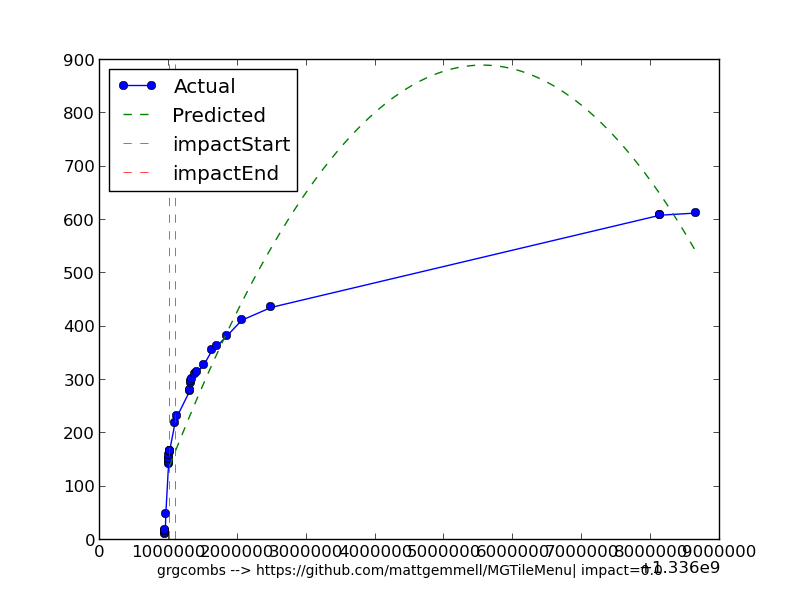 900
800
700
600
500
400
300
200
100
0
Actual
Predicted
impactStart
impactEnd
0 1000000 2000000 3000000 4000000 5000000 6000000 7000000 8000000 9000000
+1.336e9
grgcombs --> https://github.com/mattgemmell/MGTileMenu| impact=0.0